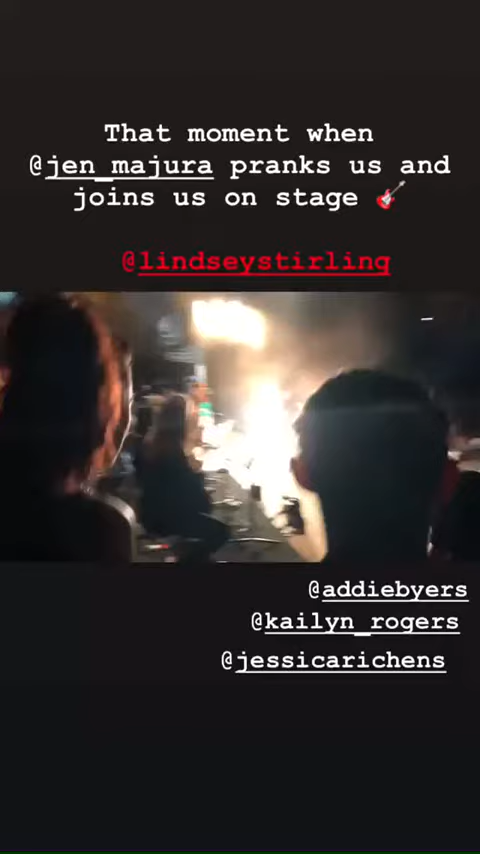 That moment when
@jen_majura pranks us and
joins us on stage 🎸
@lindseystirling
@addiebyers
@kailyn_rogers
@jessicarichens